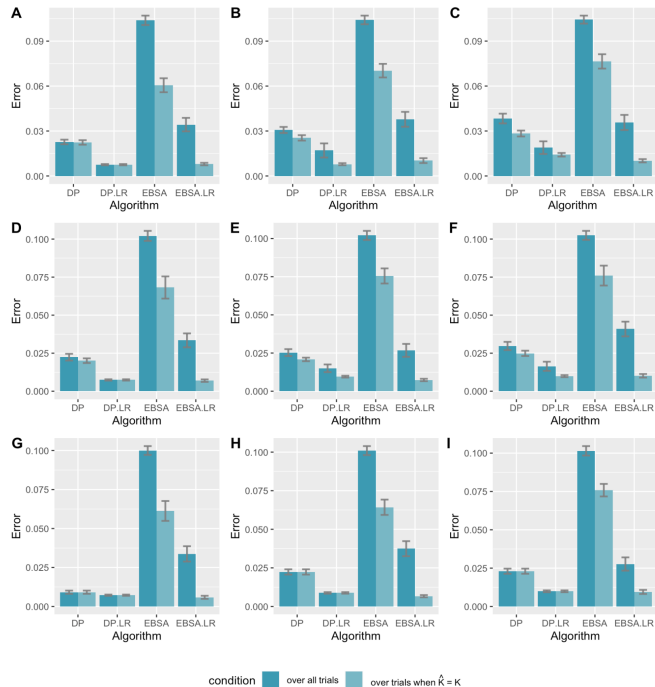 A
B
C
Error
0.09
0.06
0.03
0.00
DP DP.LR EBSA EBSA.LR
Algorithm
Error
0.09
0.06
0.03
0.00
DP DP.LR EBSA EBSA.LR
Algorithm
Error
0.09
0.06
0.03
0.00
DP DP.LR EBSA EBSA.LR
Algorithm
D
E
F
Error
0.100
0.075
0.050
0.025
0.000
DP DP.LR EBSA EBSA.LR
Algorithm
Error
0.100
0.075
0.050
0.025
0.000
DP DP.LR EBSA EBSA.LR
Algorithm
Error
0.100
0.075
0.050
0.025
0.000
DP DP.LR EBSA EBSA.LR
Algorithm
G
H
I
Error
0.100
0.075
0.050
0.025
0.000
DP DP.LR EBSA EBSA.LR
Algorithm
Error
0.100
0.075
0.050
0.025
0.000
DP DP.LR EBSA EBSA.LR
Algorithm
Error
0.100
0.075
0.050
0.025
0.000
DP DP.LR EBSA EBSA.LR
Algorithm
condition over all trials over trials when K̂ = K